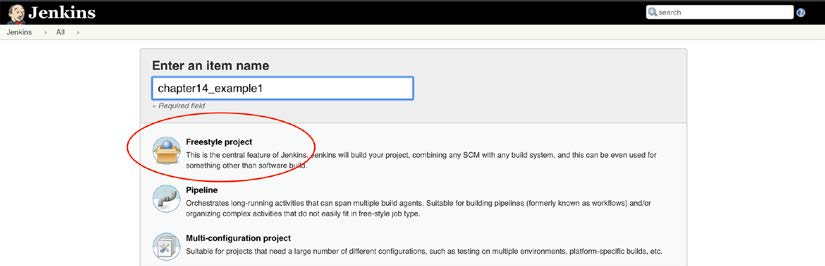 Jenkins
search
Jenkins › All ›
Enter an item name
chapter14_example1
» Required field
Freestyle project
This is the central feature of Jenkins. Jenkins will build your project, combining any SCM with any build system, and this can be even used for
something other than software build.
Pipeline
Orchestrates long-running activities that can span multiple build agents. Suitable for building pipelines (formerly known as workflows) and/or
organizing complex activities that do not easily fit in free-style job type.
Multi-configuration project
Suitable for projects that need a large number of different configurations, such as testing on multiple environments, platform-specific builds, etc.